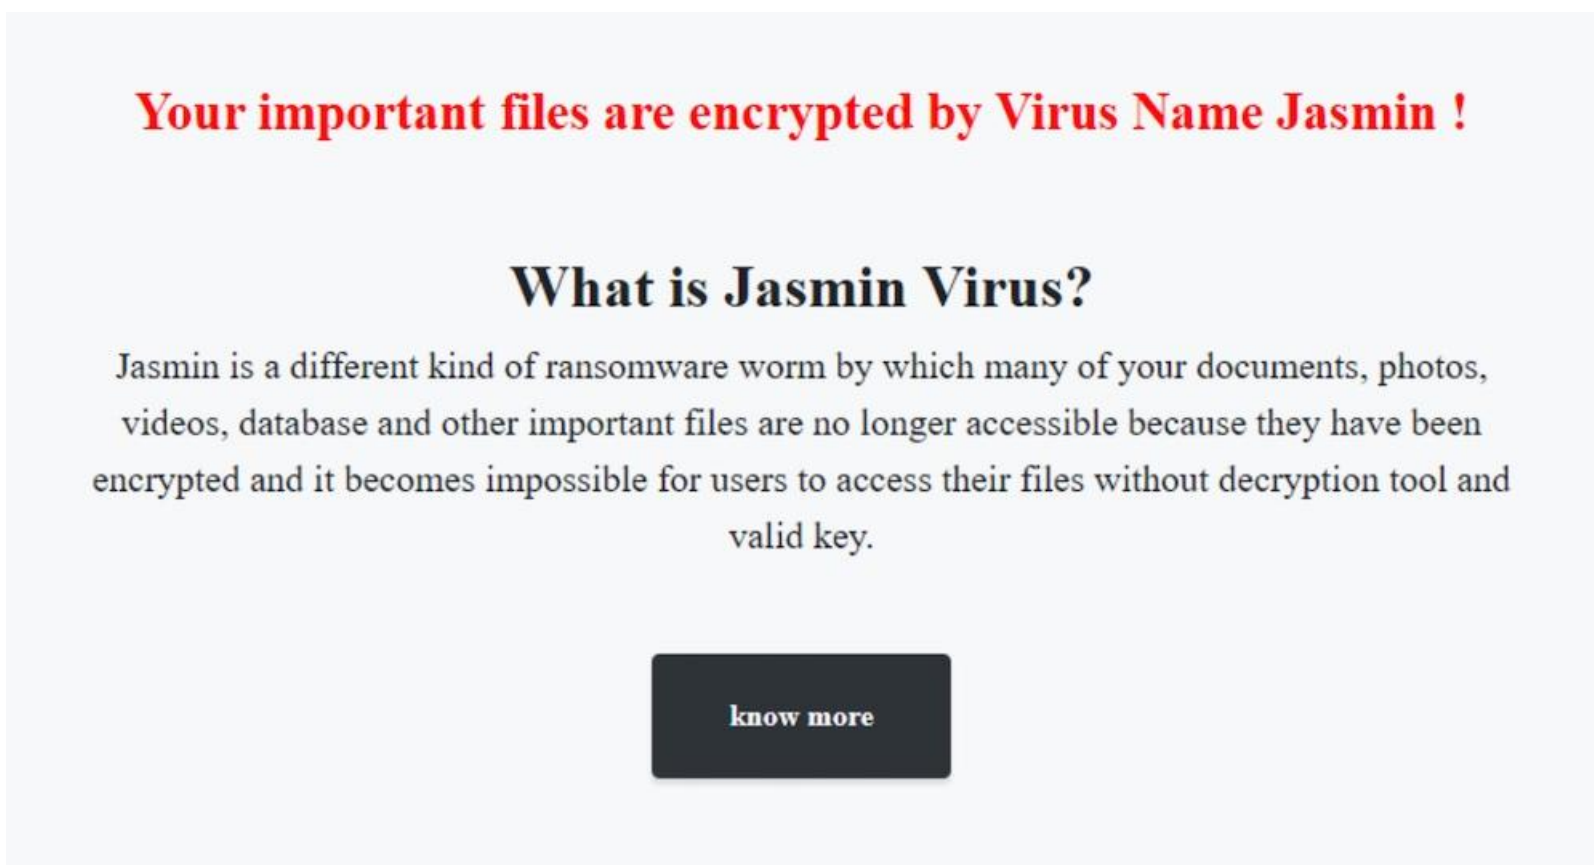 Your important files are encrypted by Virus Name Jasmin !
What is Jasmin Virus?
Jasmin is a different kind of ransomware worm by which many of your documents, photos,
videos, database and other important files are no longer accessible because they have been
encrypted and it becomes impossible for users to access their files without decryption tool and
valid key.
know more